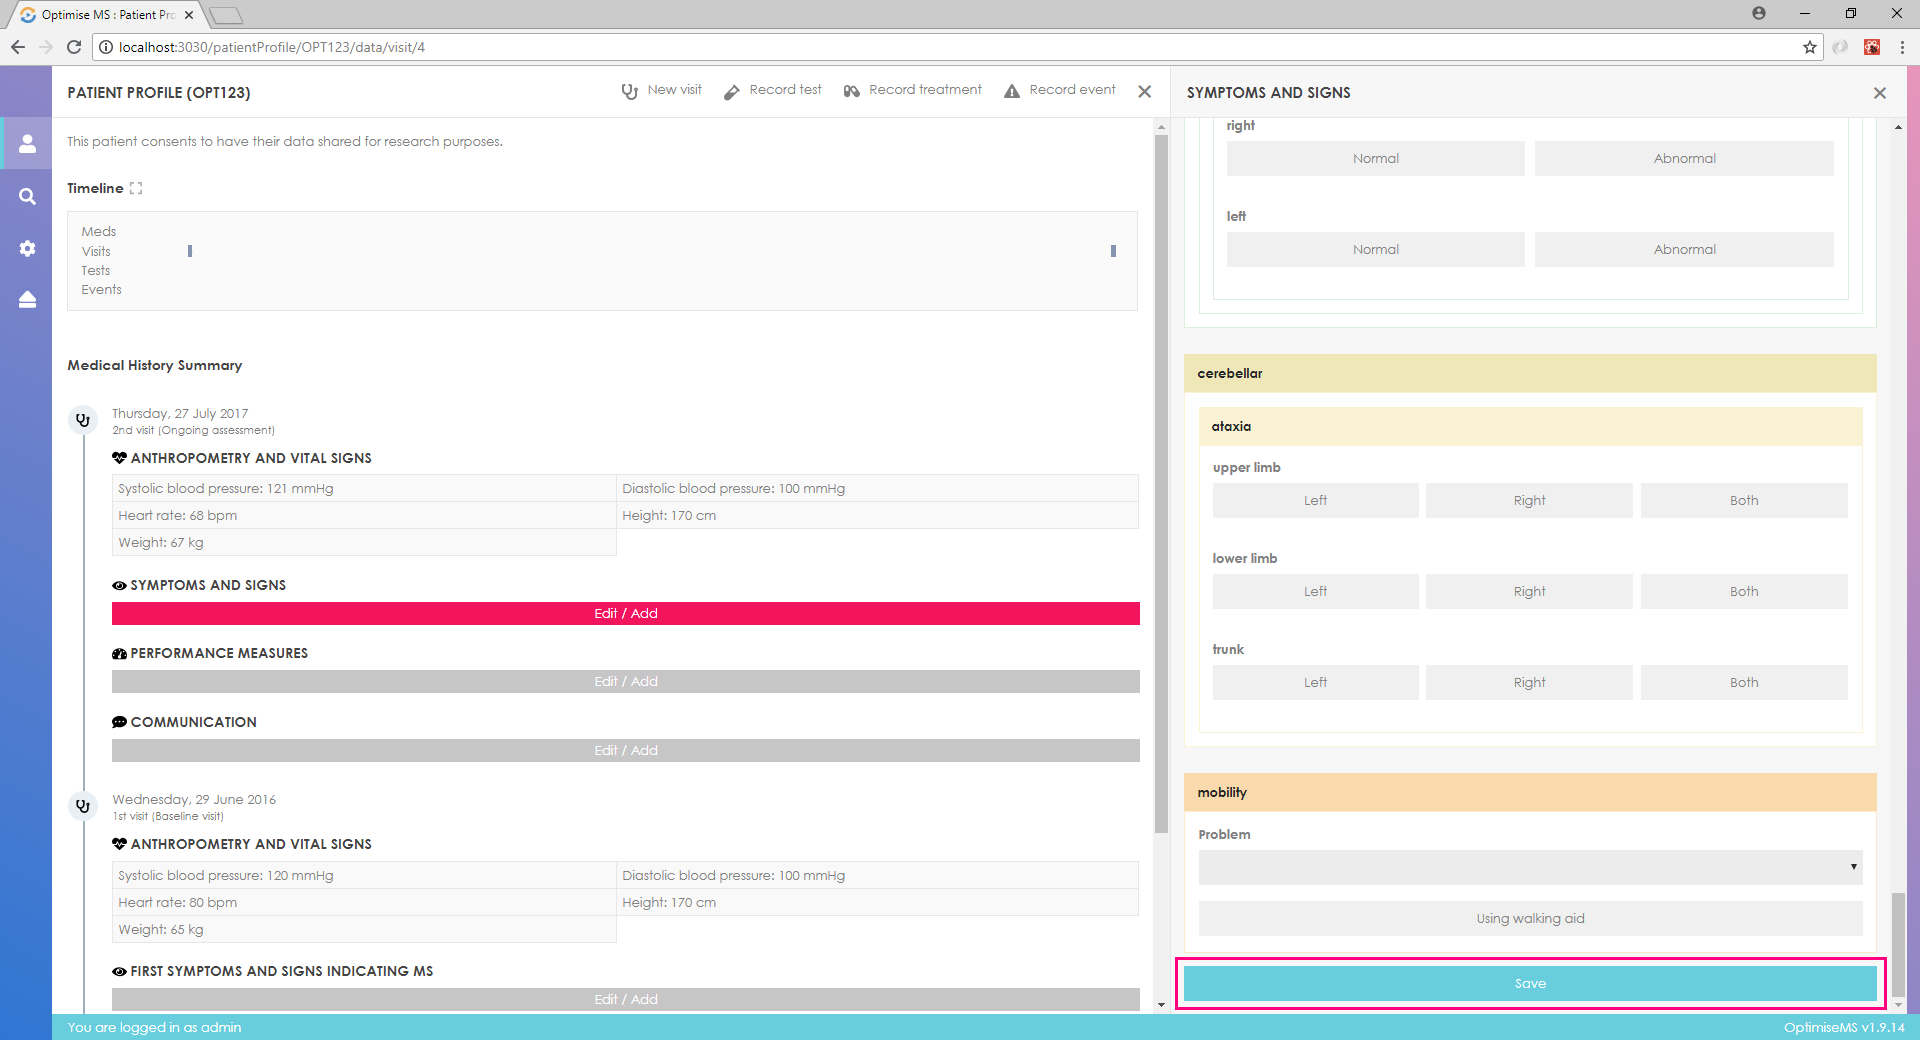 Optimise MS : Patient Pro
localhost:3030/patientProfile/OPT123/data/visit/4
PATIENT PROFILE (OPT123)
New visit
Record test
Record treatment
Record event
This patient consents to have their data shared for research purposes.
Timeline
Meds
Visits
Tests
Events
Medical History Summary
Thursday, 27 July 2017
2nd visit (Ongoing assessment)
ANTHROPOMETRY AND VITAL SIGNS
Systolic blood pressure: 121 mmHg
Diastolic blood pressure: 100 mmHg
Heart rate: 68 bpm
Height: 170 cm
Weight: 67 kg
SYMPTOMS AND SIGNS
Edit / Add
PERFORMANCE MEASURES
Edit / Add
COMMUNICATION
Edit / Add
Wednesday, 29 June 2016
1st visit (Baseline visit)
ANTHROPOMETRY AND VITAL SIGNS
Systolic blood pressure: 120 mmHg
Diastolic blood pressure: 100 mmHg
Heart rate: 80 bpm
Height: 170 cm
Weight: 65 kg
FIRST SYMPTOMS AND SIGNS INDICATING MS
Edit / Add
SYMPTOMS AND SIGNS
right
Normal
Abnormal
left
Normal
Abnormal
cerebellar
ataxia
upper limb
Left
Right
Both
lower limb
Left
Right
Both
trunk
Left
Right
Both
mobility
Problem
Using walking aid
Save
You are logged in as admin
OptimiseMS v1.9.14